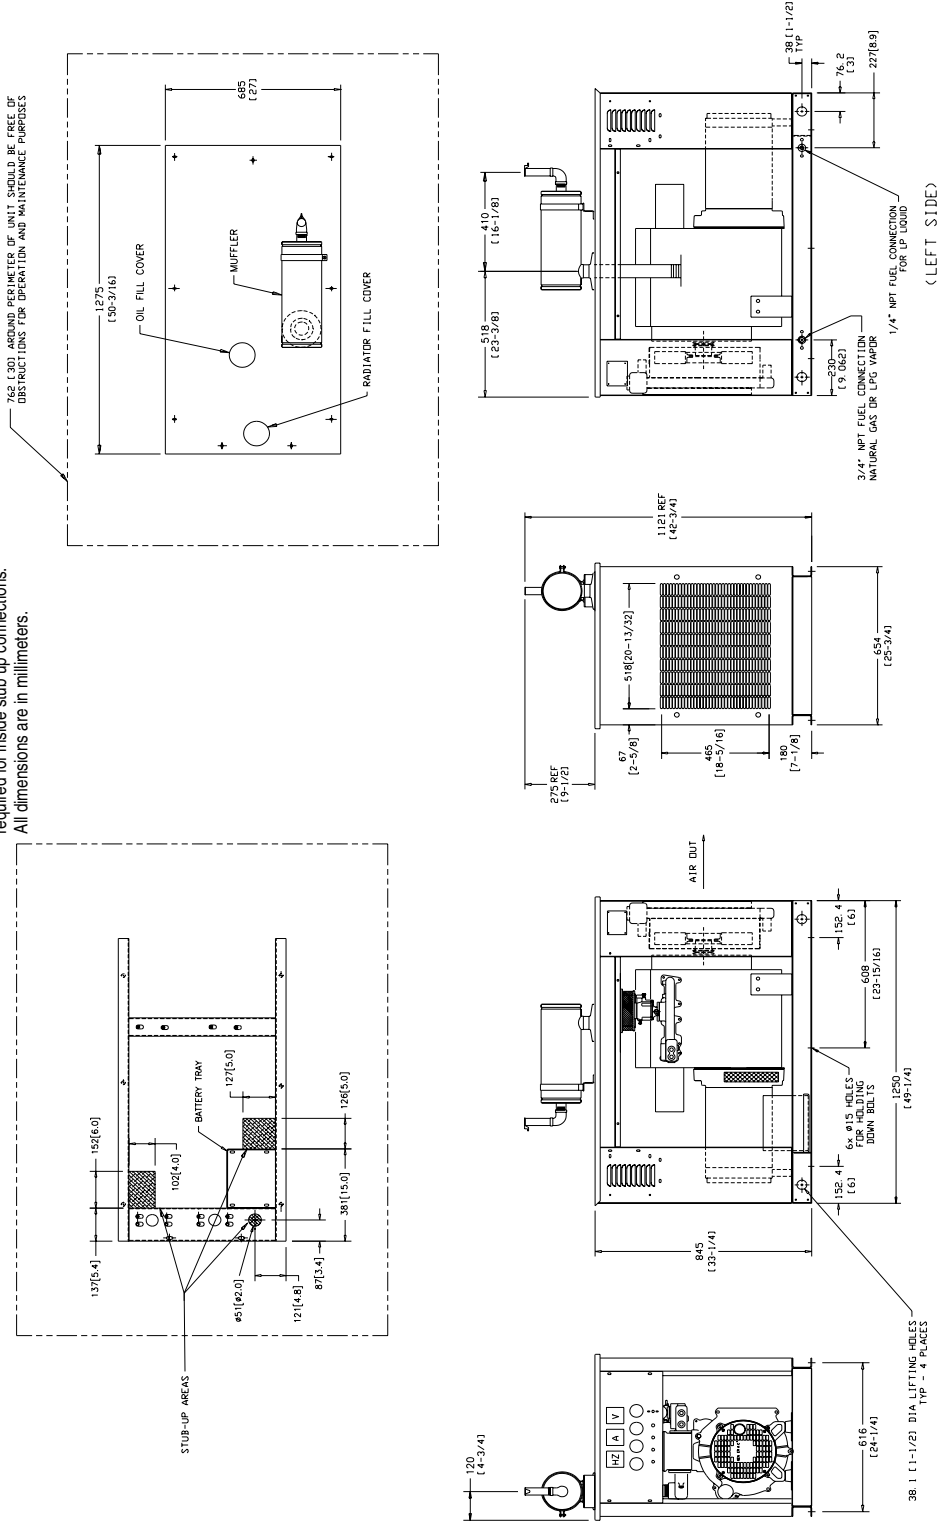 required for inside stub up connections.
All dimensions are in millimeters.
762 [30] AROUND PERIMETER OF UNIT SHOULD BE FREE OF
OBSTRUCTIONS FOR OPERATION AND MAINTENANCE PURPOSES
1275
[50-3/16]
685
[27]
OIL FILL COVER
MUFFLER
RADIATOR FILL COVER
STUB-UP AREAS
137[5.4]
152[6.0]
102[4.0]
BATTERY TRAY
127[5.0]
ø51[ø2.0]
121[4.8]
87[3.4]
381[15.0]
126[5.0]
120
[4-3/4]
HZ
A
V
616
[24-1/4]
845
[33-1/4]
AIR OUT
152.4
[6]
152.4
[6]
608
[23-15/16]
1250
[49-1/4]
6x ø15 HOLES
FOR HOLDING
DOWN BOLTS
38.1 [1-1/2] DIA LIFTING HOLES
TYP - 4 PLACES
275 REF
[9-1/2]
1121 REF
[42-3/4]
67
[2-5/8]
518[20-13/32]
465
[18-5/16]
180
[7-1/8]
654
[25-3/4]
518
[23-3/8]
410
[16-1/8]
230
[9.062]
38 [1-1/2]
TYP
76.2
[3]
227[8.9]
3/4" NPT FUEL CONNECTION
NATURAL GAS OR LPG VAPOR
1/4" NPT FUEL CONNECTION
FOR LP LIQUID
(LEFT SIDE)